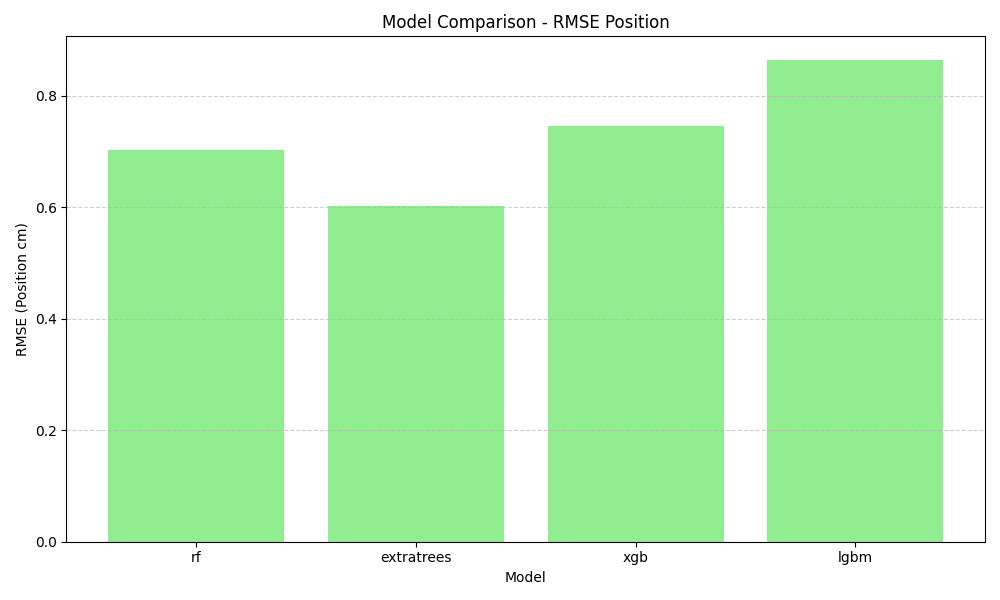 Model Comparison - RMSE Position
RMSE (Position cm)
0.8
0.6
0.4
0.2
0.0
rf extratrees xgb lgbm
Model